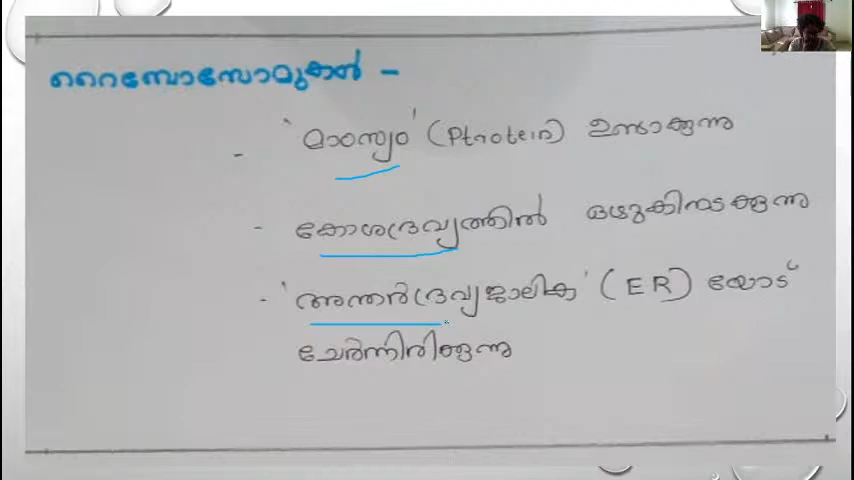 റൈബോസോമുകൾ -
- 'മാംസ്യം' (Protein) ഉണ്ടാക്കുന്നു
- കോശദ്രവ്യത്തിൽ ഒഴുകിനടക്കുന്നു
- 'അന്തർദ്രവ്യജാലിക' (ER) യോട്
ചേർന്നിരിക്കുന്നു